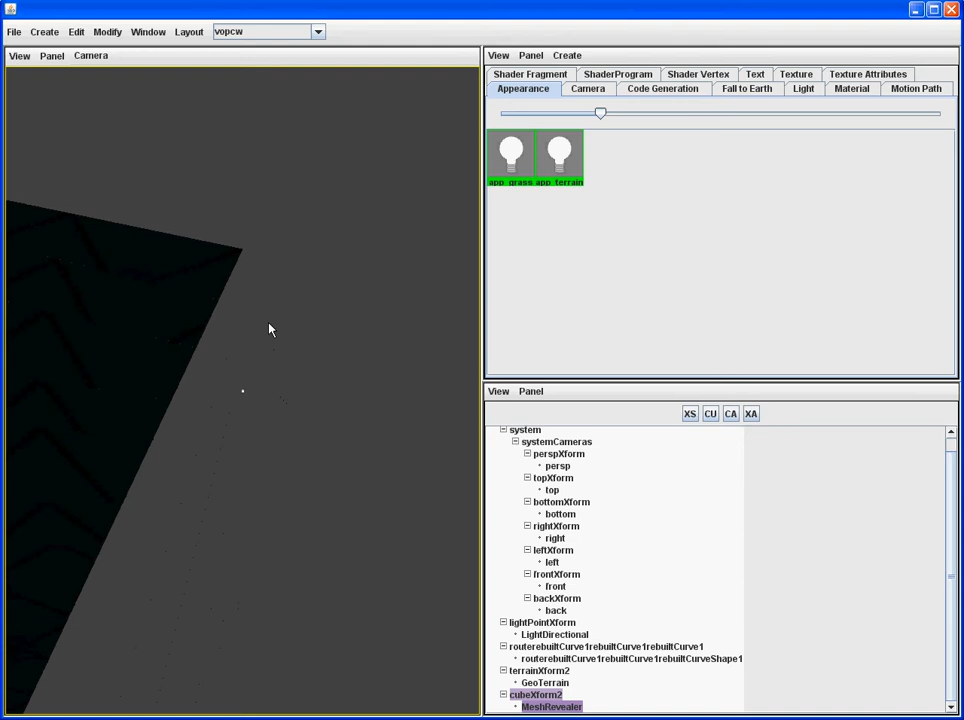 File Create Edit Modify Window Layout vopcw
View Panel Camera
View Panel Create
Shader Fragment ShaderProgram Shader Vertex Text Texture Texture Attributes
Appearance Camera Code Generation Fall to Earth Light Material Motion Path
app_grass app_terrain
View Panel
XS CU CA XA
system
systemCameras
perspXform
persp
topXform
top
bottomXform
bottom
rightXform
right
leftXform
left
frontXform
front
backXform
back
lightPointXform
LightDirectional
routerebuiltCurve1rebuiltCurve1rebuiltCurve1
routerebuiltCurve1rebuiltCurve1rebuiltCurveShape1
terrainXform2
GeoTerrain
cubeXform2
MeshRevealer